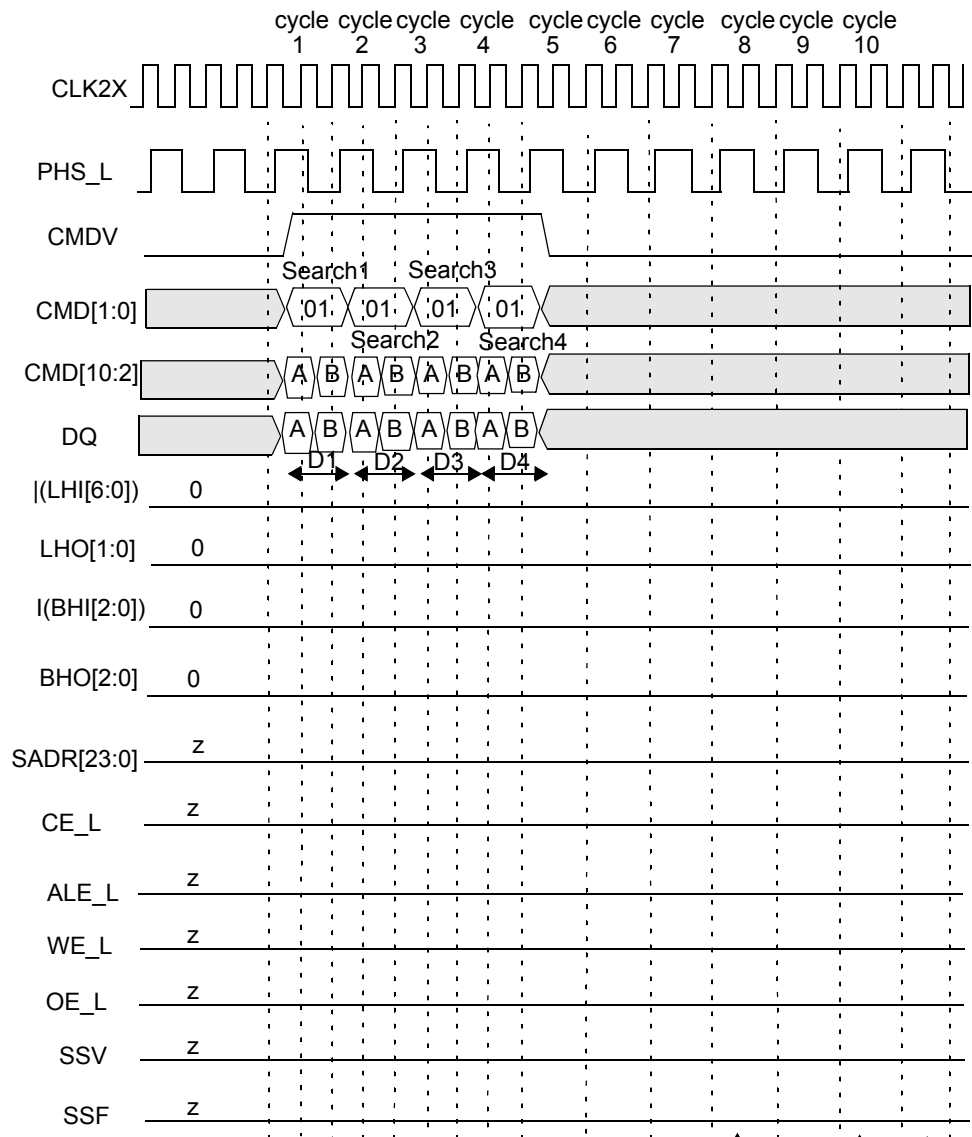 cycle cycle cycle cycle cycle cycle cycle cycle cycle cycle
1 2 3 4 5 6 7 8 9 10
CLK2X
PHS_L
CMDV
Search1 Search3
CMD[1:0] 01 01 01 01
Search2 Search4
CMD[10:2] A B A B A B A B
DQ A B A B A B A B
D1 D2 D3 D4
|(LHI[6:0]) 0
LHO[1:0] 0
I(BHI[2:0]) 0
BHO[2:0] 0
SADR[23:0] z
CE_L z
ALE_L z
WE_L z
OE_L z
SSV z
SSF z